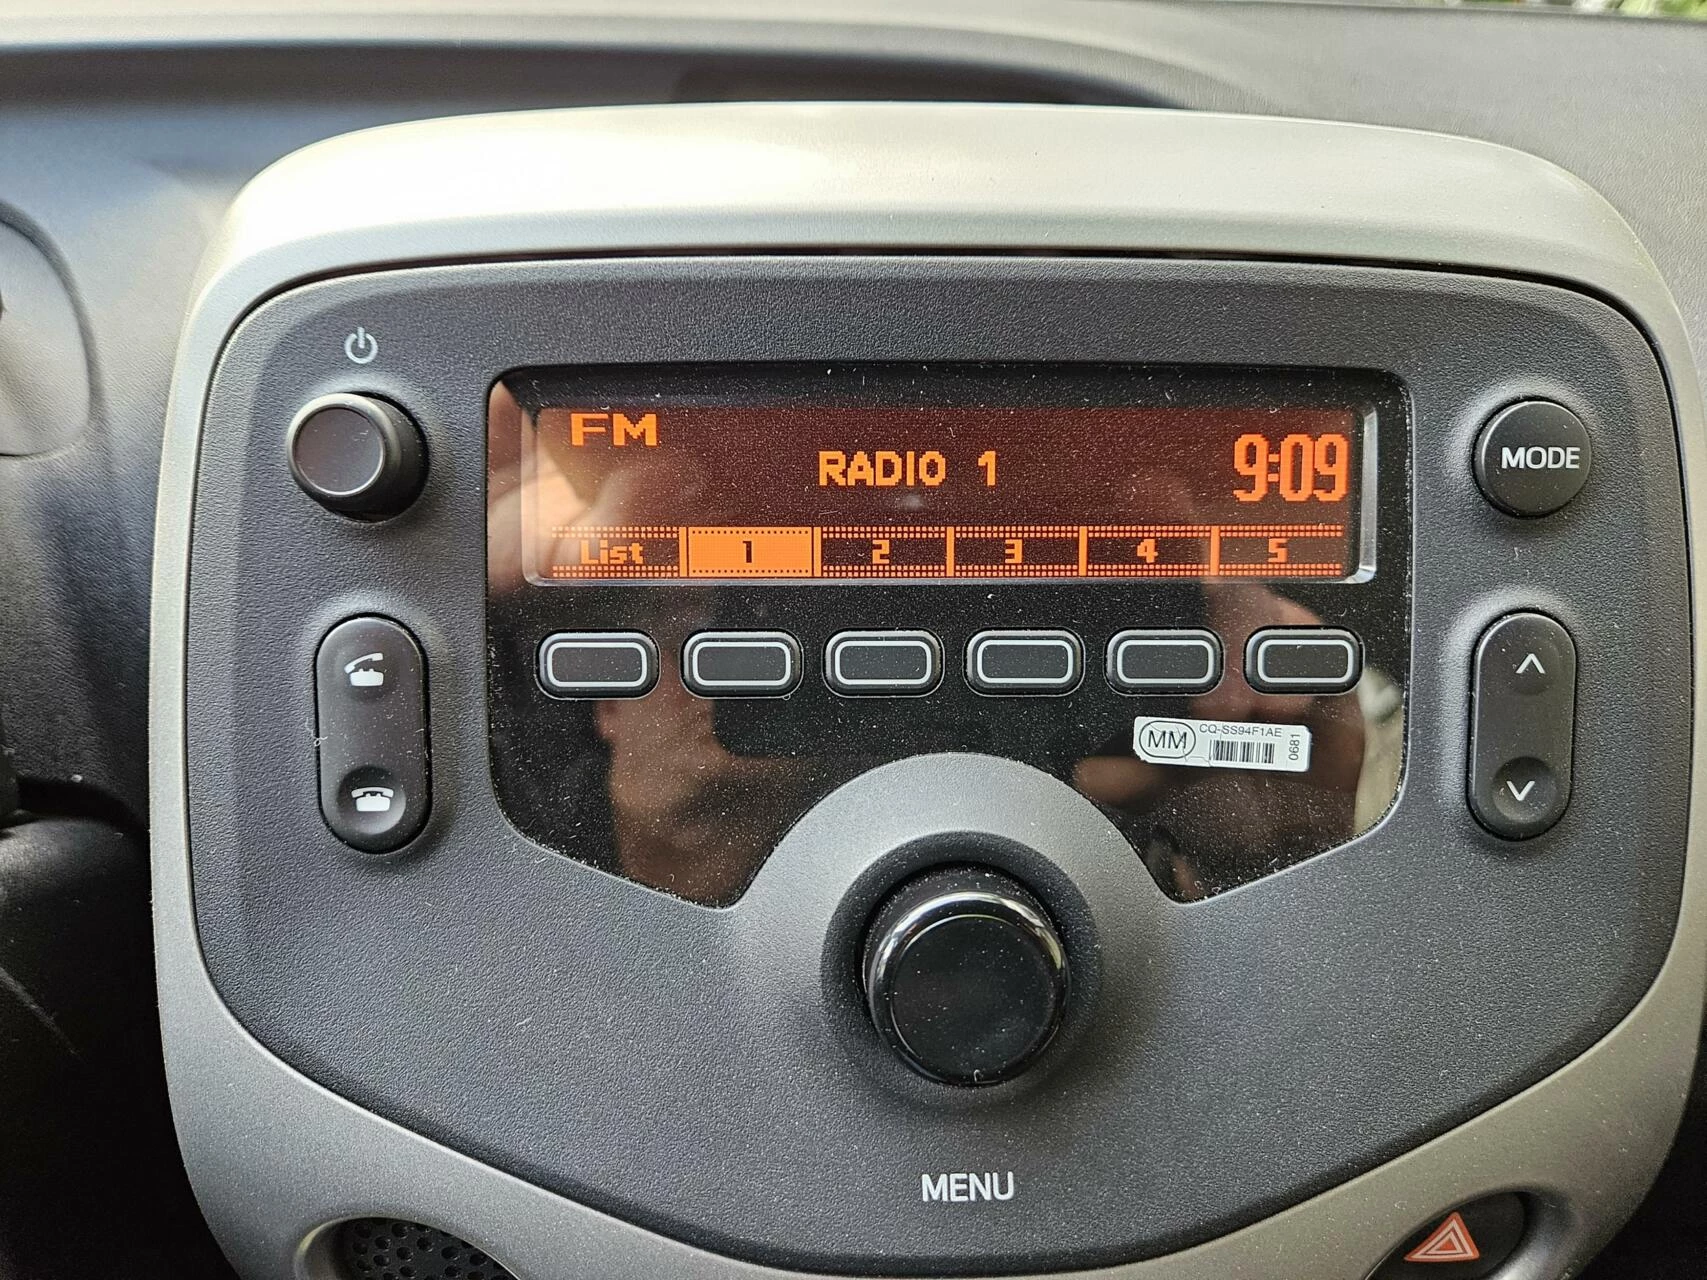 FM
RADIO 1
9:09
List 1 2 3 4 5
MODE
MM
CQ-SS94F1AE
0681
MENU